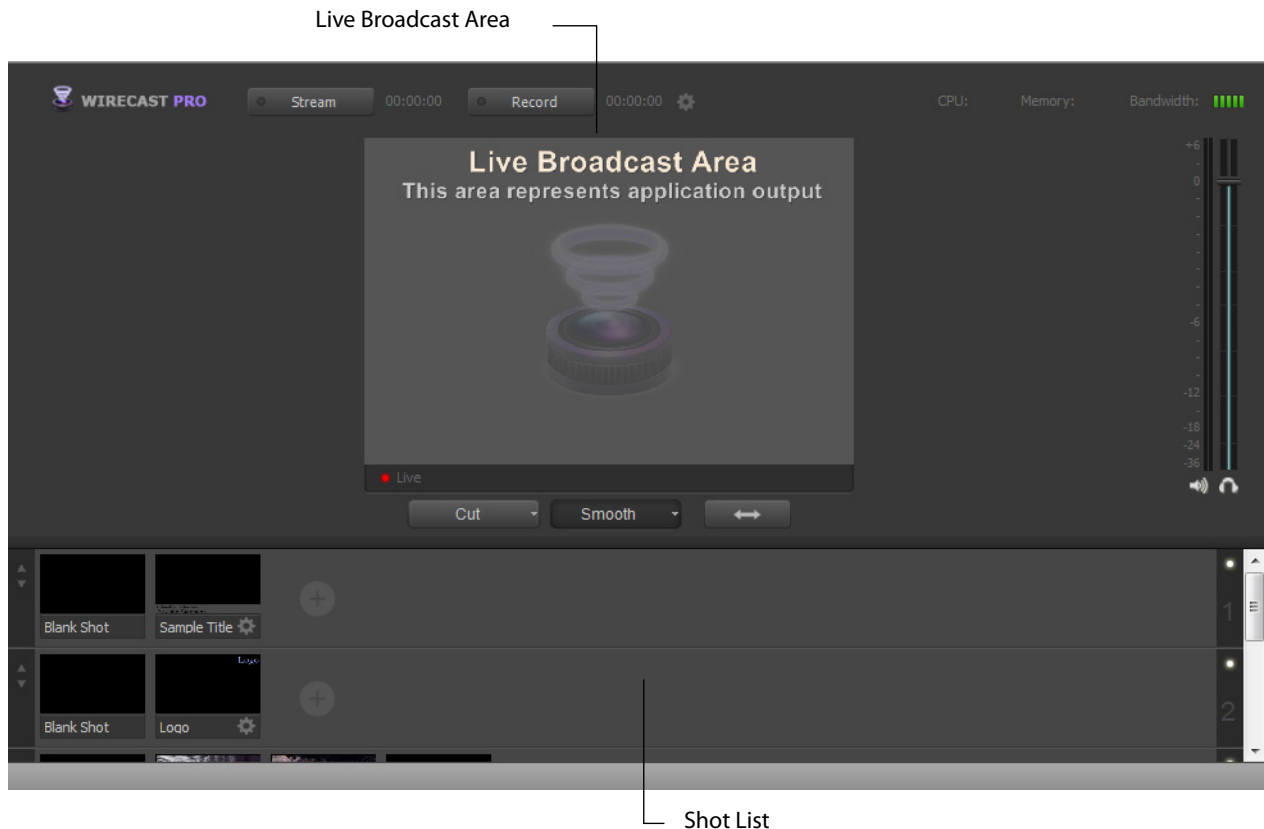 Live Broadcast Area
WIRECAST PRO
Stream
00:00:00
Record
00:00:00
CPU:
Memory:
Bandwidth:
Live Broadcast Area
This area represents application output
+6
0
-6
-12
-18
-24
-36
Live
Cut
Smooth
Blank Shot
Sample Title
1
Logo
Blank Shot
Logo
2
Shot List